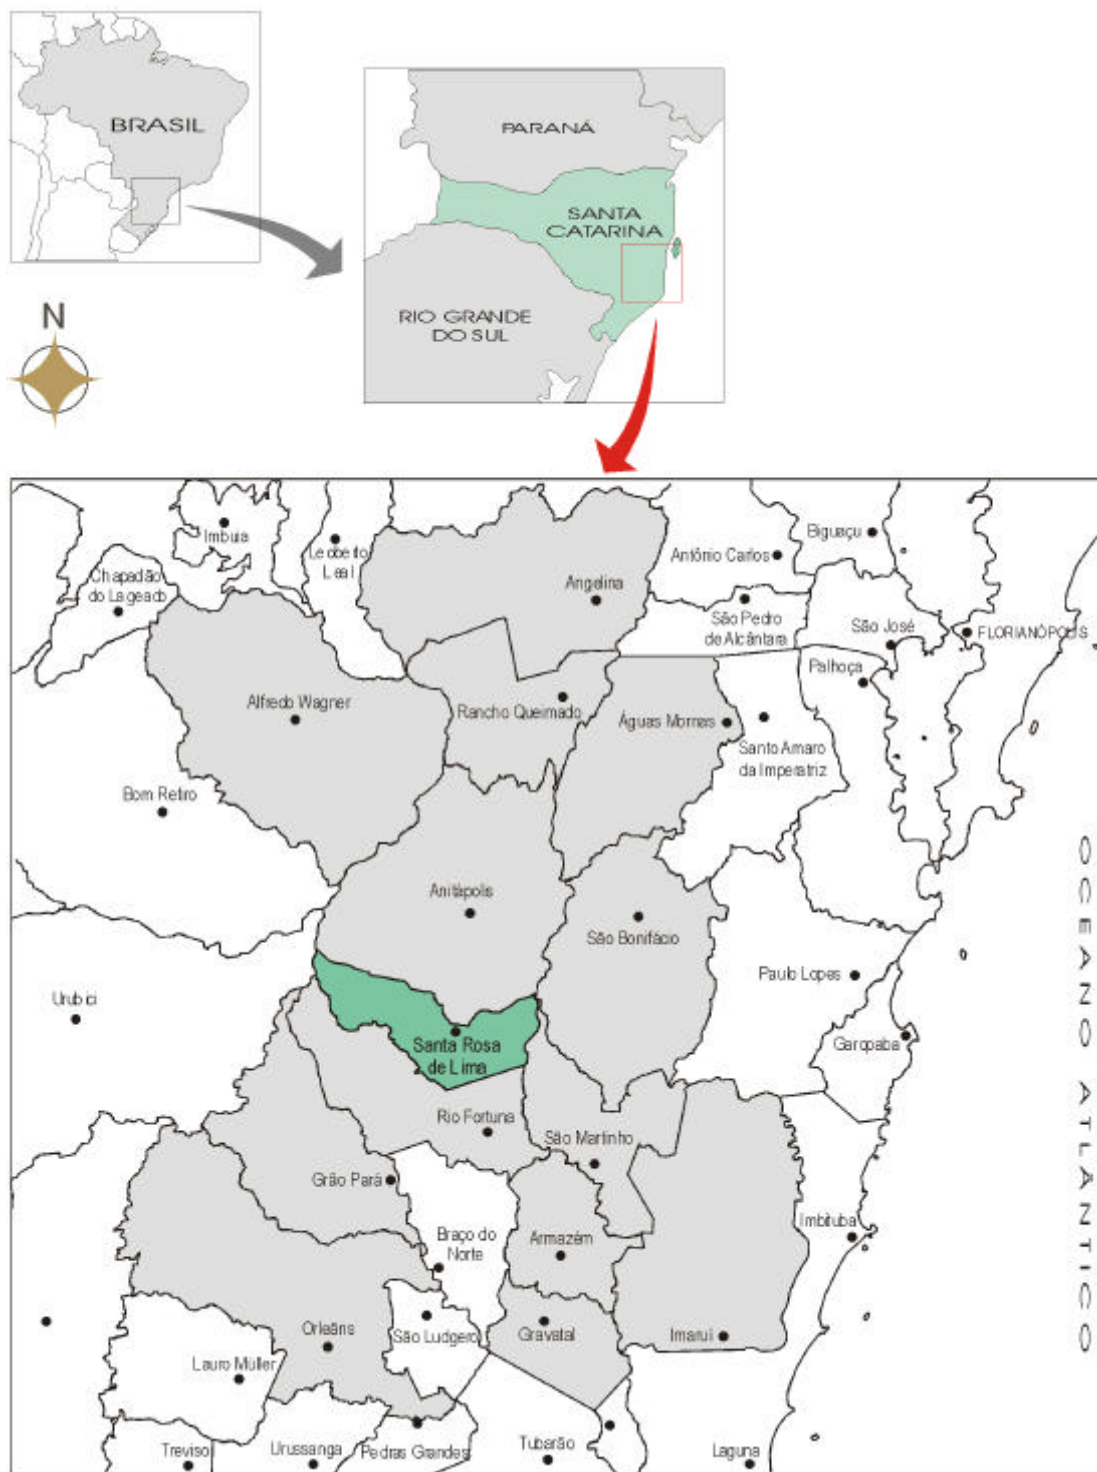 BRASIL
PARANÁ
SANTA
CATARINA
RIO GRANDE
DO SUL
N
Imbuia
Leoberto
Leal
Chapadão
do Lageado
Angelina
Antônio Carlos
Biguaçu
São Pedro
de Alcântara
São José
FLORIANÓPOLIS
Palhoça
Alfredo Wagner
Rancho Queimado
Águas Mornas
Santo Amaro
da Imperatriz
Bom Retiro
Anitápolis
São Bonifácio
Paulo Lopes
Urubici
Santa Rosa
de Lima
Garopaba
Rio Fortuna
São Martinho
Grão Pará
Braço do
Norte
Armazém
Imbituba
Orleãns
São Ludgero
Gravatal
Imaruí
Lauro Müller
Treviso
Urussanga
Pedras Grandes
Tubarão
Laguna
OCEANO ATLÂNTICO